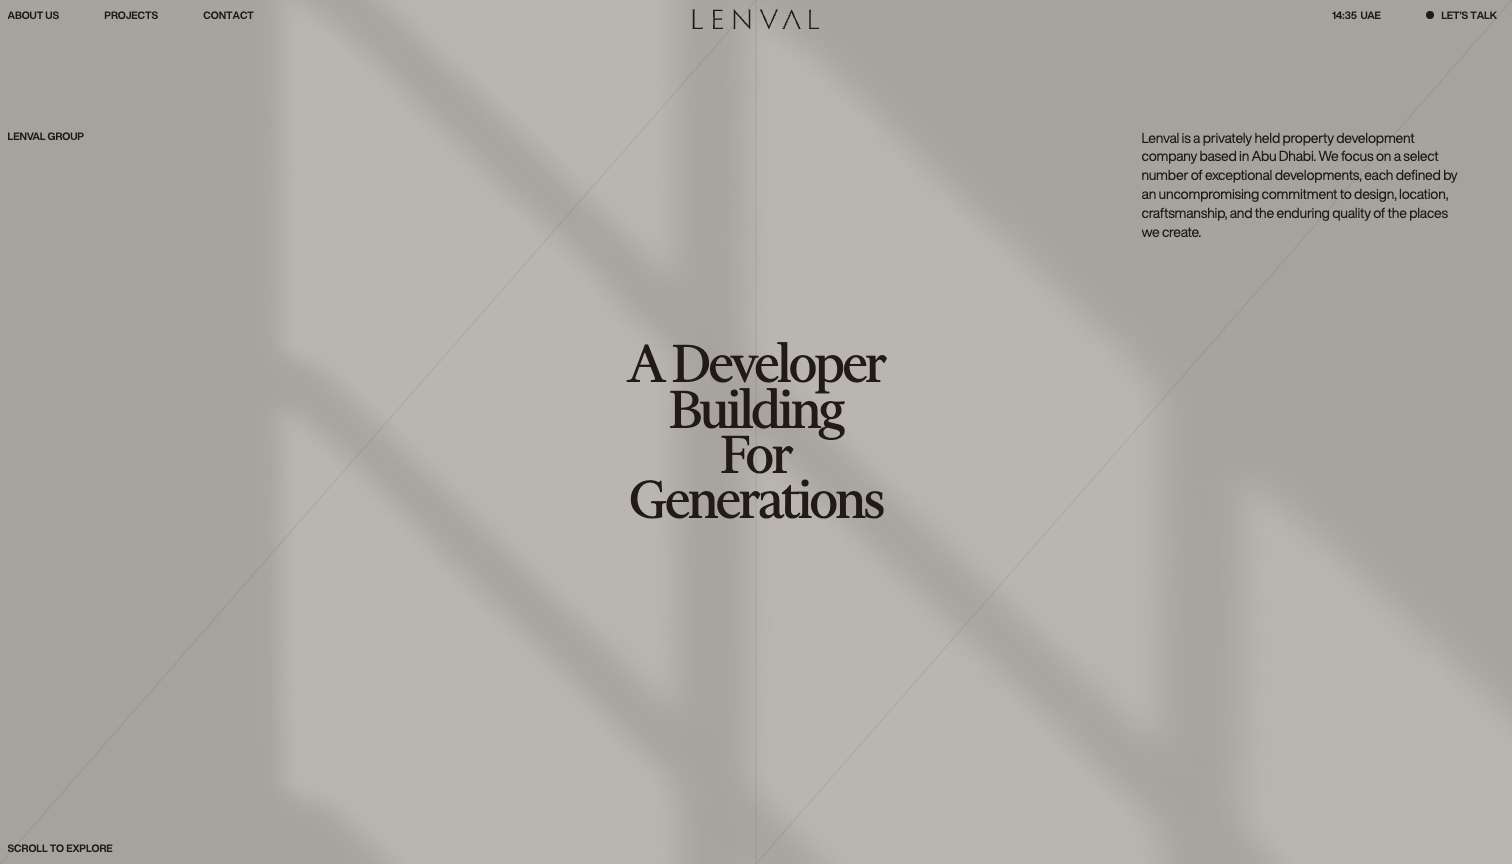 ABOUT US
PROJECTS
CONTACT
LENVAL
14:35 UAE
LET'S TALK
LENVAL GROUP
Lenval is a privately held property development
company based in Abu Dhabi. We focus on a select
number of exceptional developments, each defined by
an uncompromising commitment to design, location,
craftsmanship, and the enduring quality of the places
we create.
A Developer
Building
For
Generations
SCROLL TO EXPLORE